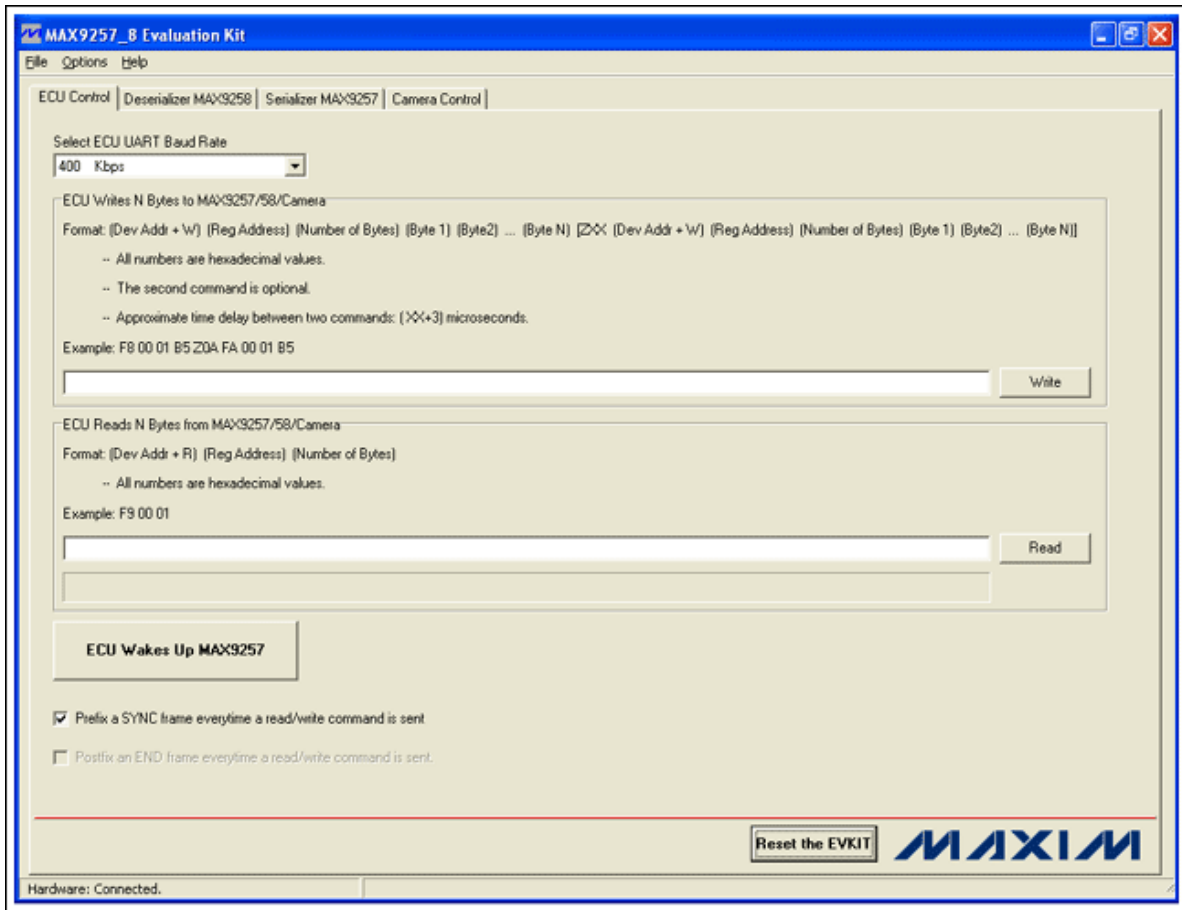 MAX9257_8 Evaluation Kit
File Options Help
ECU Control Deserializer MAX9258 Serializer MAX9257 Camera Control
Select ECU UART Baud Rate
400 Kbps
ECU Writes N Bytes to MAX9257/58/Camera
Format: (Dev Addr + W) (Reg Address) (Number of Bytes) (Byte 1) (Byte2) ... (Byte N) [ZXX (Dev Addr + W) (Reg Address) (Number of Bytes) (Byte 1) (Byte2) ... (Byte N)]
-- All numbers are hexadecimal values.
-- The second command is optional.
-- Approximate time delay between two commands: (XX+3) microseconds.
Example: F8 00 01 B5 Z0A FA 00 01 B5
Write
ECU Reads N Bytes from MAX9257/58/Camera
Format: (Dev Addr + R) (Reg Address) (Number of Bytes)
-- All numbers are hexadecimal values.
Example: F9 00 01
Read
ECU Wakes Up MAX9257
Prefix a SYNC frame everytime a read/write command is sent
Postfix an END frame everytime a read/write command is sent.
Reset the EVKIT
MAXIM
Hardware: Connected.